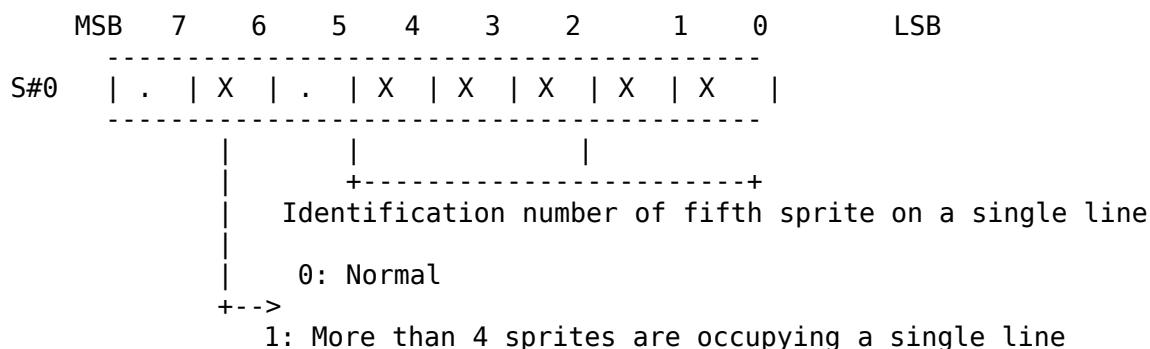 MSB   7    6    5   4    3    2      1    0        LSB
      - - - - - - - - - - - - - - - - - - - - - - - - - - - - - - - - - - - - - - - - -
S#0   | .  | X  | .  | X  | X  | X  | X  | X   |
      - - - - - - - - - - - - - - - - - - - - - - - - - - - - - - - - - - - - - - - - -
             |       |              |
             |       +------------------------+
             |   Identification number of fifth sprite on a single line
             |
             |    0: Normal
             +-->
                1: More than 4 sprites are occupying a single line